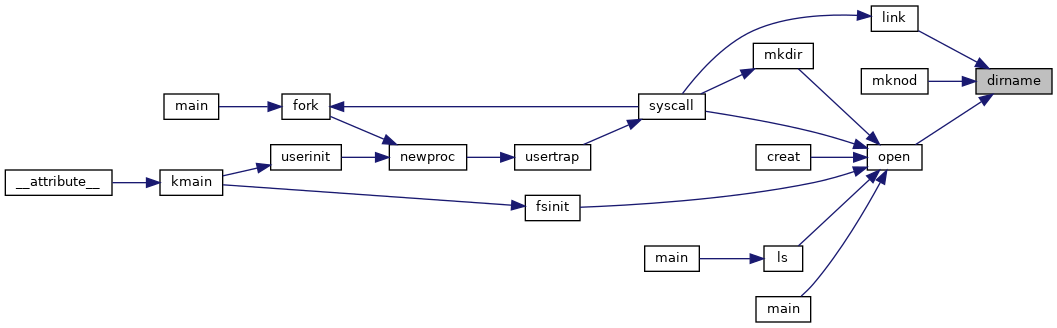 link
mkdir
mknod
dirname
main
fork
syscall
userinit
newproc
usertrap
creat
open
__attribute__
kmain
fsinit
main
ls
main